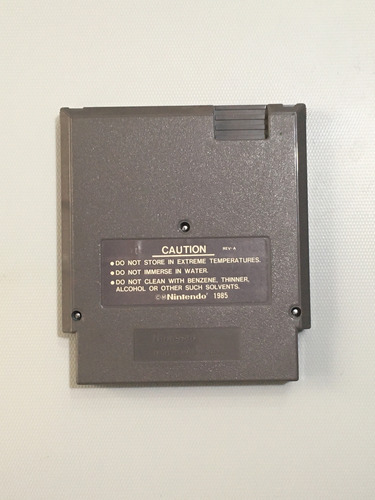 CAUTION REV-A
•DO NOT STORE IN EXTREME TEMPERATURES.
•DO NOT IMMERSE IN WATER.
•DO NOT CLEAN WITH BENZENE, THINNER,
ALCOHOL OR OTHER SUCH SOLVENTS.
©Nintendo® 1985